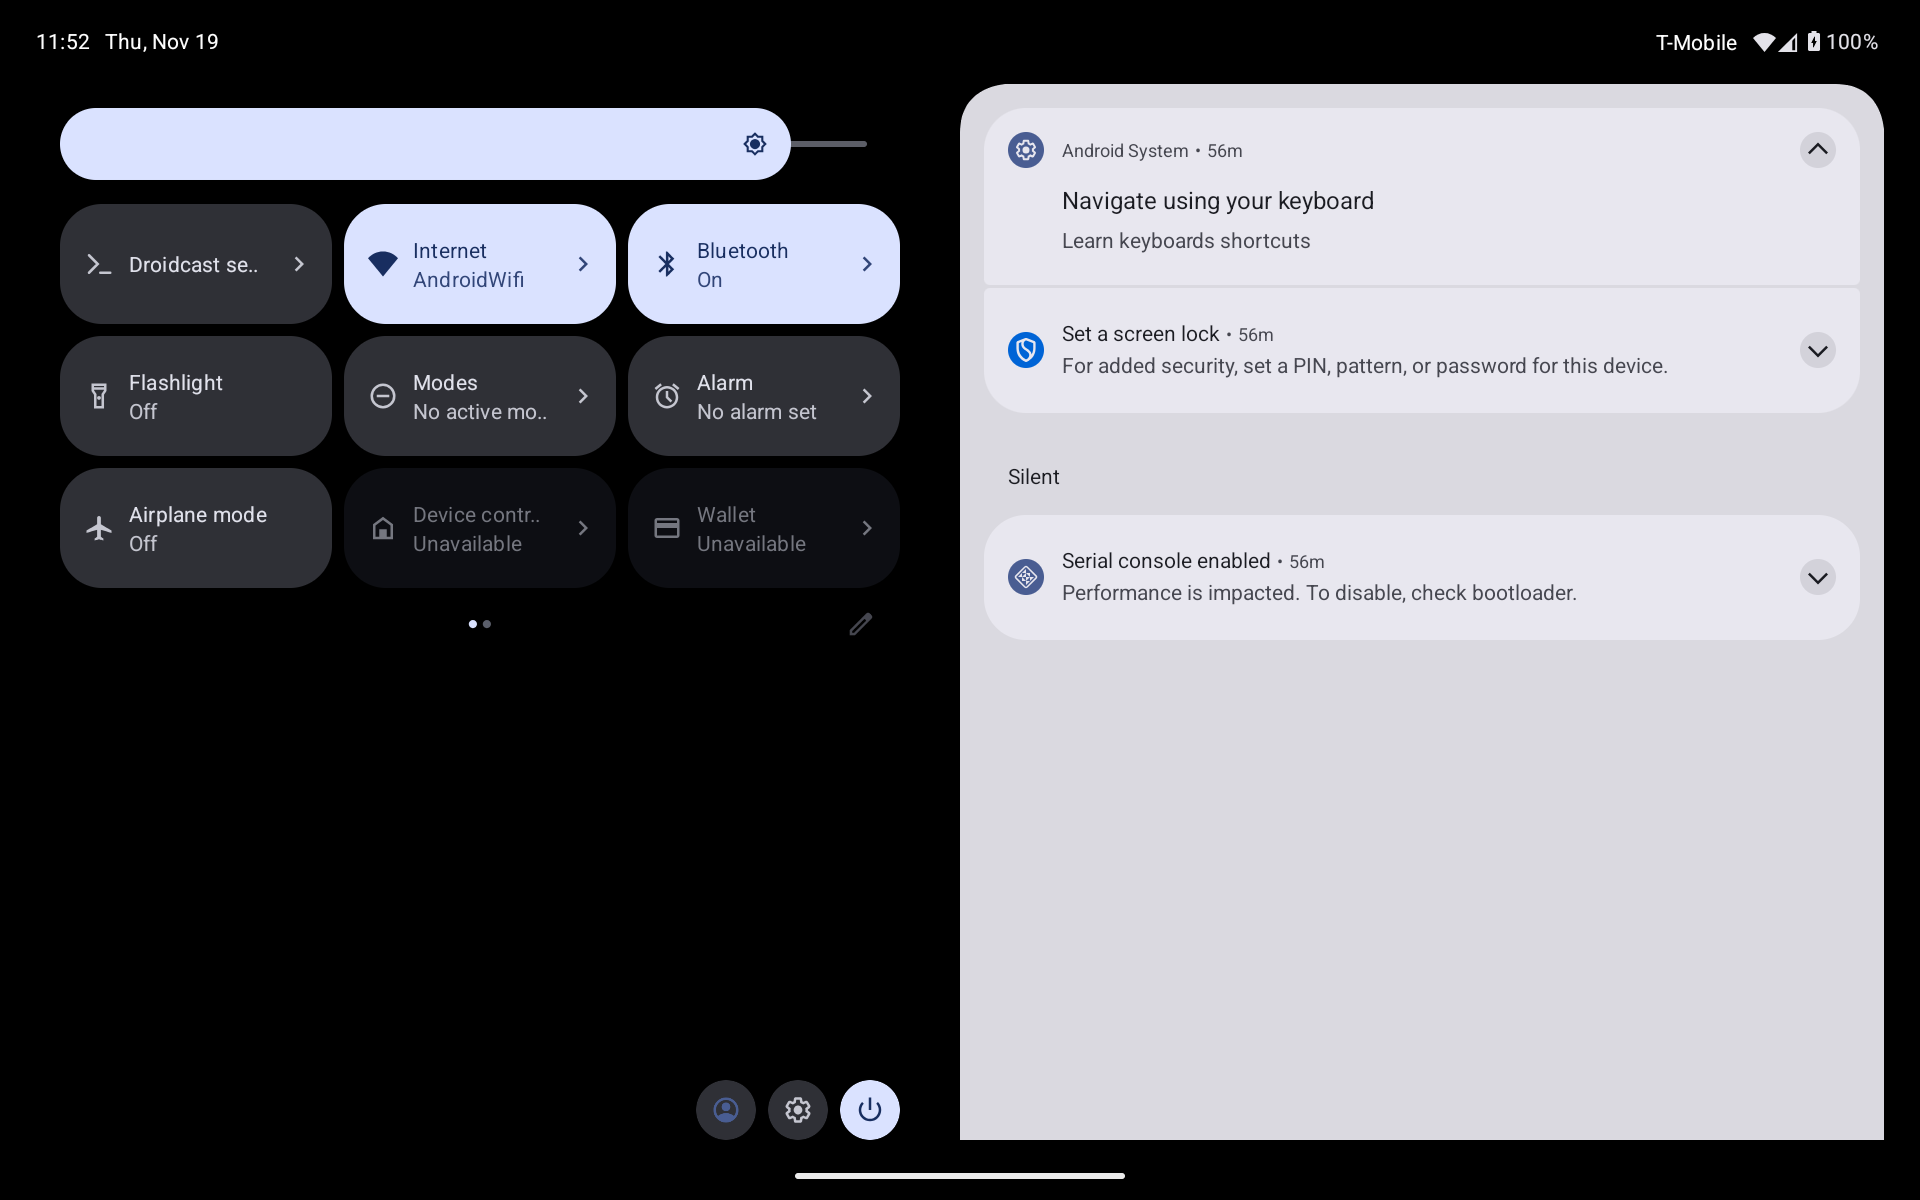 11:52 Thu, Nov 19
T-Mobile 100%
Droidcast se..
Internet
AndroidWifi
Bluetooth
On
Flashlight
Off
Modes
No active mo..
Alarm
No alarm set
Airplane mode
Off
Device contr..
Unavailable
Wallet
Unavailable
Android System • 56m
Navigate using your keyboard
Learn keyboards shortcuts
Set a screen lock • 56m
For added security, set a PIN, pattern, or password for this device.
Silent
Serial console enabled • 56m
Performance is impacted. To disable, check bootloader.